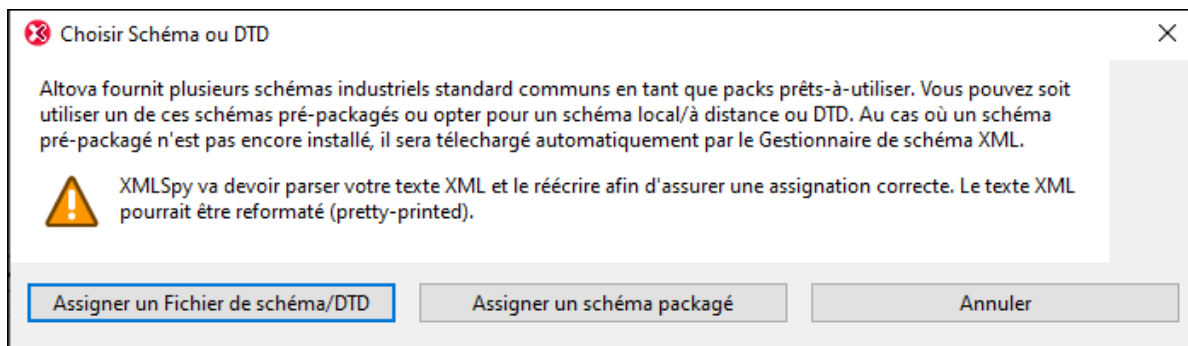 Choisir Schéma ou DTD
Altova fournit plusieurs schémas industriels standard communs en tant que packs prêts-à-utiliser. Vous pouvez soit
utiliser un de ces schémas pré-packagés ou opter pour un schéma local/à distance ou DTD. Au cas où un schéma
pré-packagé n'est pas encore installé, il sera télechargé automatiquement par le Gestionnaire de schéma XML.
XMLSpy va devoir parser votre texte XML et le réécrire afin d'assurer une assignation correcte. Le texte XML
pourrait être reformaté (pretty-printed).
Assigner un Fichier de schéma/DTD
Assigner un schéma packagé
Annuler